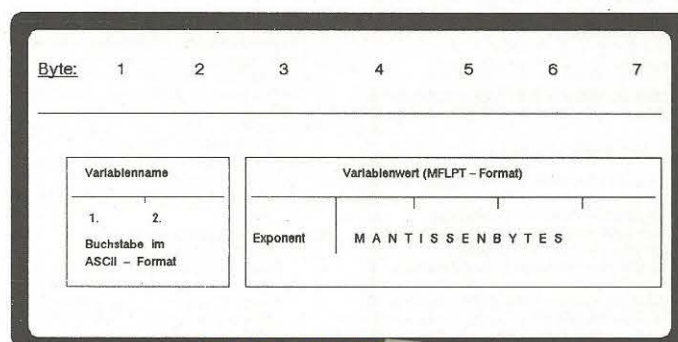 Byte: 1 2 3 4 5 6 7
Variablenname
Variablenwert (MFLPT – Format)
1. 2.
Buchstabe im
ASCII – Format
Exponent
MANTISSENBYTES